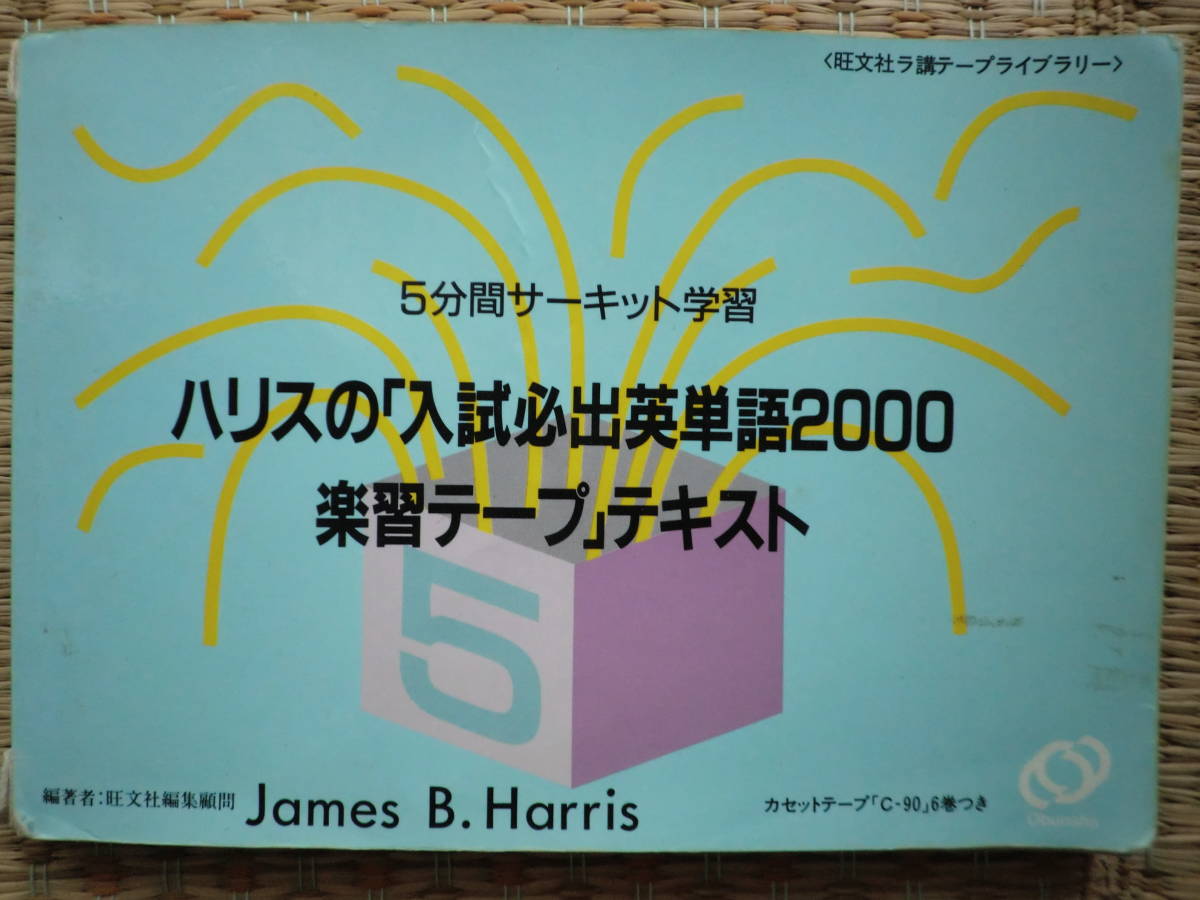 〈旺文社ラ講テープライブラリー〉
5分間サーキット学習
ハリスの「入試必出英単語2000
楽習テープ」テキスト
5
編著者:旺文社編集顧問 James B. Harris
カセットテープ「C-90」6巻つき
Obunsha